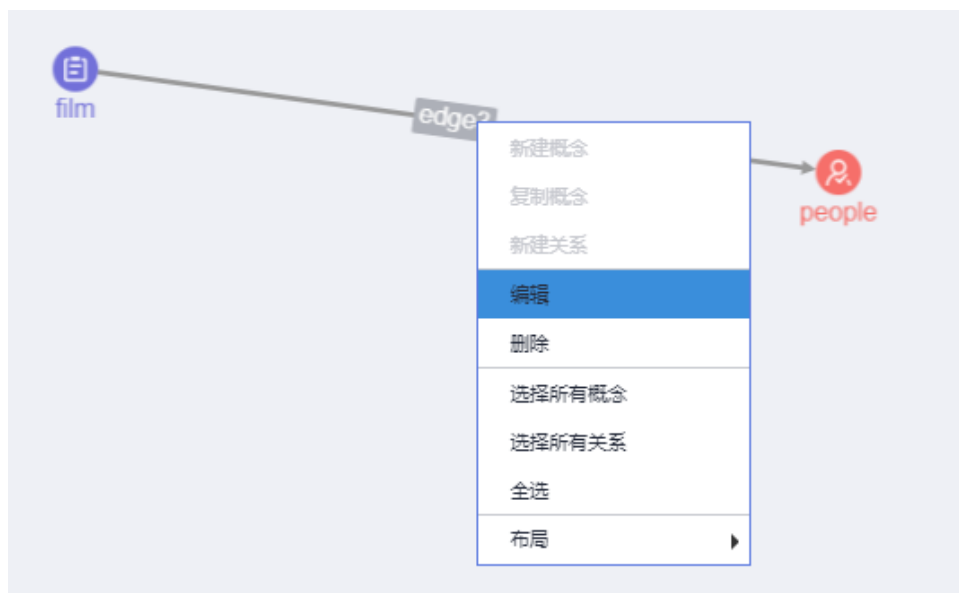 film
edge?
people
新建概念
复制概念
新建关系
编辑
删除
选择所有概念
选择所有关系
全选
布局